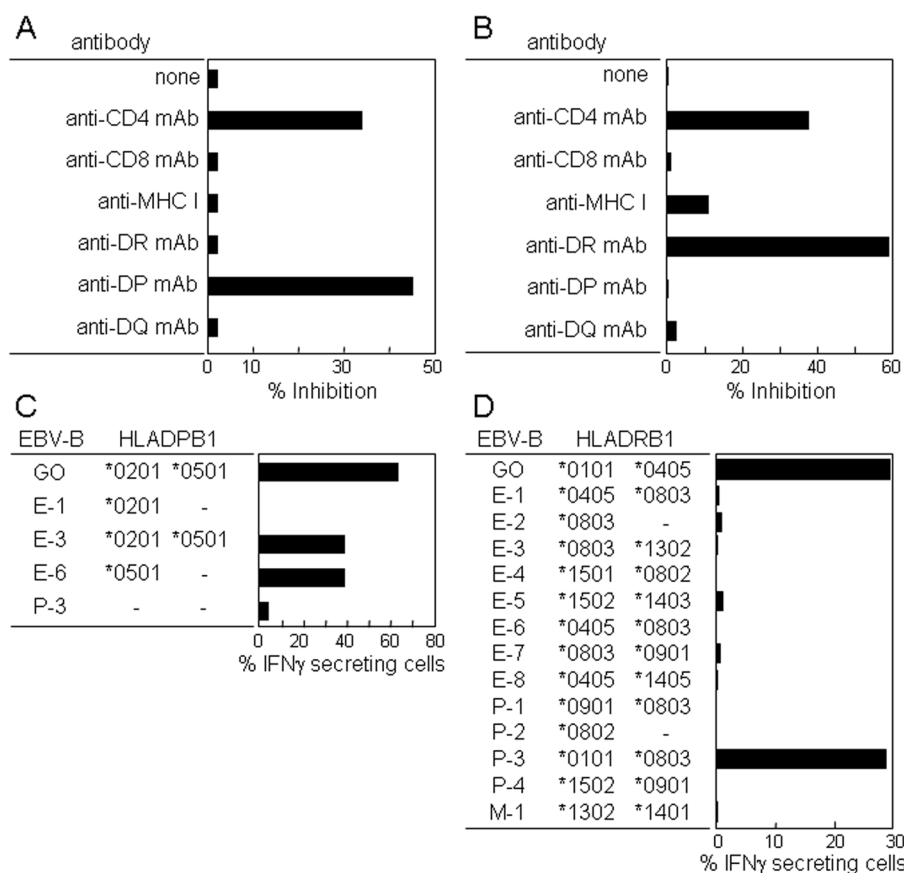 A
antibody
none
anti-CD4 mAb
anti-CD8 mAb
anti-MHC I
anti-DR mAb
anti-DP mAb
anti-DQ mAb
0 10 30 50
% Inhibition
B
antibody
none
anti-CD4 mAb
anti-CD8 mAb
anti-MHC I
anti-DR mAb
anti-DP mAb
anti-DQ mAb
0 20 40 60
% Inhibition
C
EBV-B HLADPB1
GO *0201 *0501
E-1 *0201 -
E-3 *0201 *0501
E-6 *0501 -
P-3 - -
0 20 40 60 80
% IFNγ secreting cells
D
EBV-B HLADRB1
GO *0101 *0405
E-1 *0405 *0803
E-2 *0803 -
E-3 *0803 *1302
E-4 *1501 *0802
E-5 *1502 *1403
E-6 *0405 *0803
E-7 *0803 *0901
E-8 *0405 *1405
P-1 *0901 *0803
P-2 *0802 -
P-3 *0101 *0803
P-4 *1502 *0901
M-1 *1302 *1401
0 10 20 30
% IFNγ secreting cells